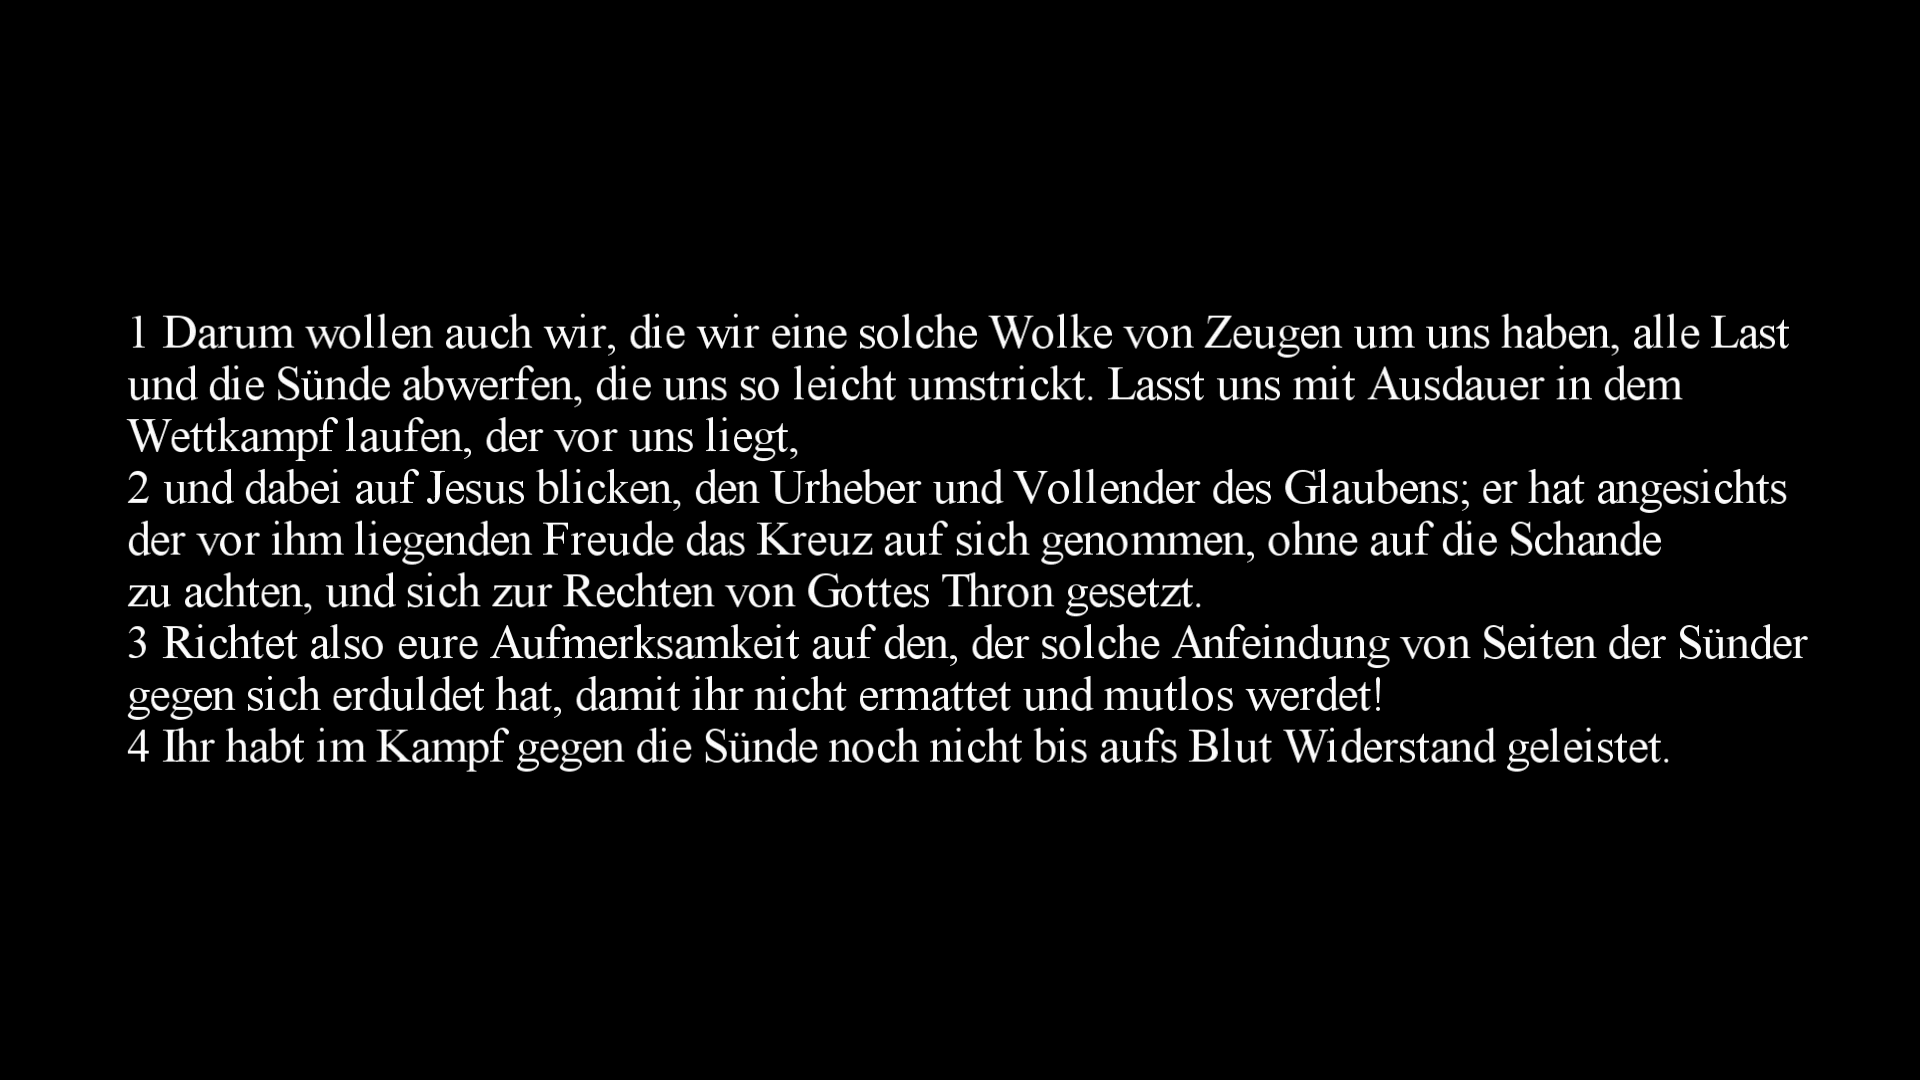 1 Darum wollen auch wir, die wir eine solche Wolke von Zeugen um uns haben, alle Last
und die Sünde abwerfen, die uns so leicht umstrickt. Lasst uns mit Ausdauer in dem
Wettkampf laufen, der vor uns liegt,
2 und dabei auf Jesus blicken, den Urheber und Vollender des Glaubens; er hat angesichts
der vor ihm liegenden Freude das Kreuz auf sich genommen, ohne auf die Schande
zu achten, und sich zur Rechten von Gottes Thron gesetzt.
3 Richtet also eure Aufmerksamkeit auf den, der solche Anfeindung von Seiten der Sünder
gegen sich erduldet hat, damit ihr nicht ermattet und mutlos werdet!
4 Ihr habt im Kampf gegen die Sünde noch nicht bis aufs Blut Widerstand geleistet.